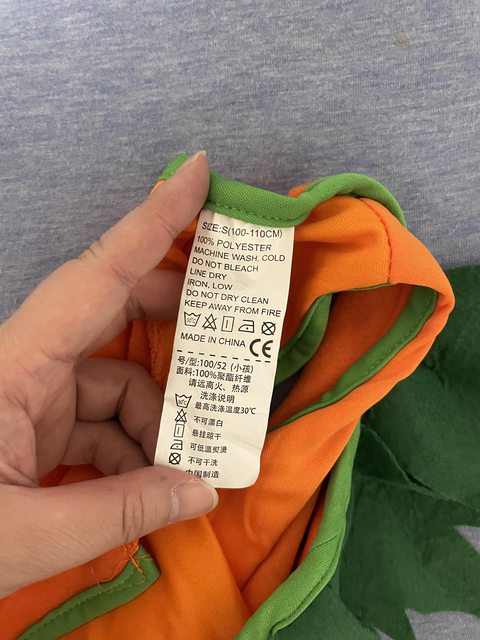 SIZE:S(100-110CM)
100% POLYESTER
MACHINE WASH, COLD
DO NOT BLEACH
LINE DRY
IRON, LOW
DO NOT DRY CLEAN
KEEP AWAY FROM FIRE
MADE IN CHINA CE
号/型:100/52 (小孩)
面料:100%聚酯纤维
请远离火、热源
洗涤说明
最高洗涤温度30℃
不可漂白
悬挂晾干
可低温熨烫
不可干洗
中国制造